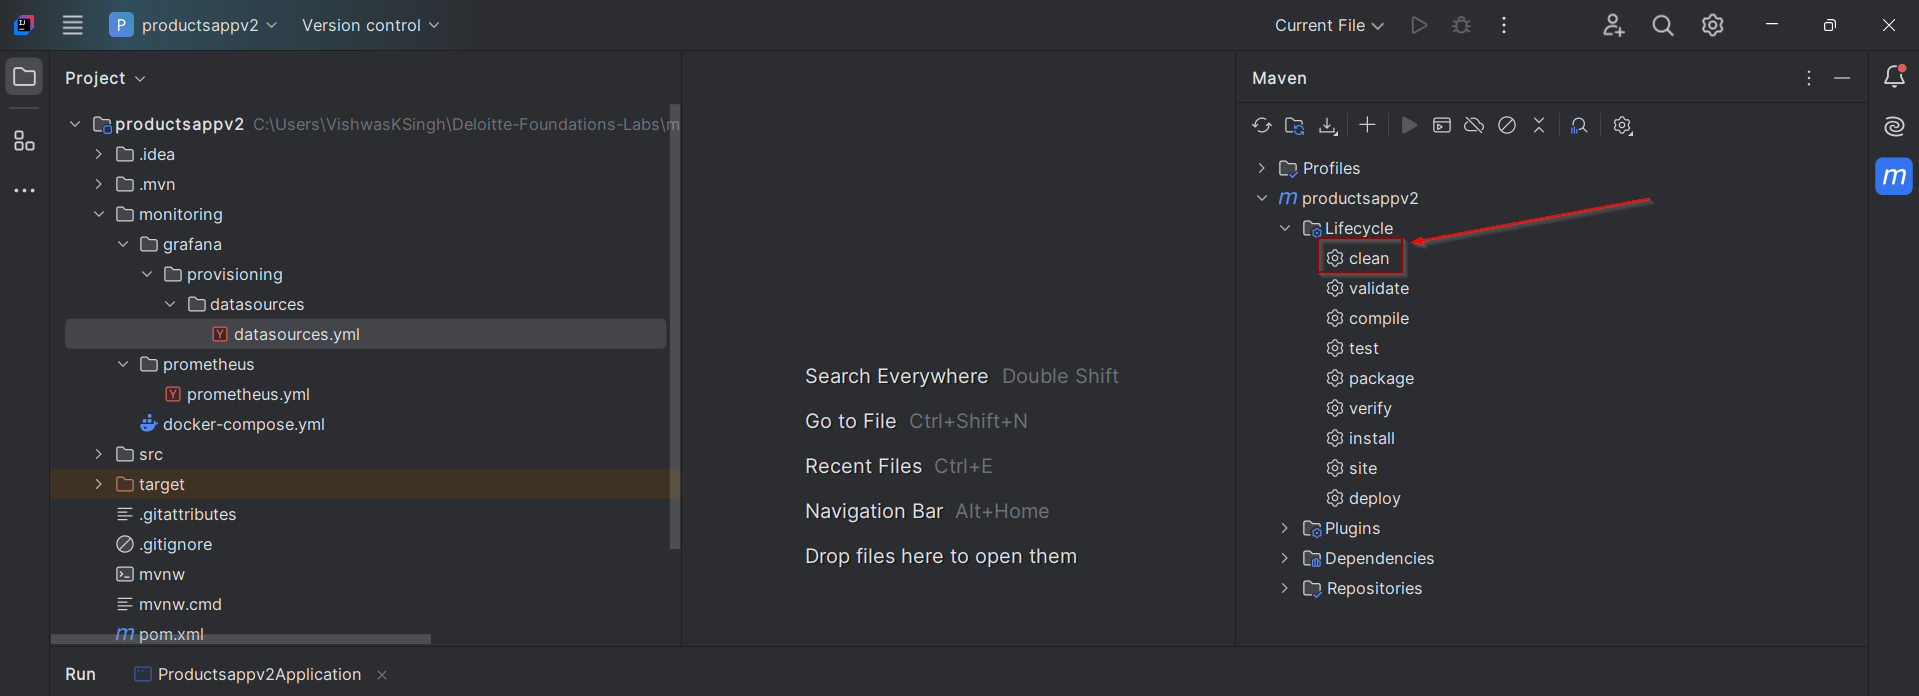 P productsappv2 Version control Current File
Project
productsappv2 C:\Users\VishwasKSingh\Deloitte-Foundations-Labs\m
.idea
.mvn
monitoring
grafana
provisioning
datasources
Y datasources.yml
prometheus
Y prometheus.yml
docker-compose.yml
src
target
.gitattributes
.gitignore
mvnw
mvnw.cmd
m pom.xml
Search Everywhere Double Shift
Go to File Ctrl+Shift+N
Recent Files Ctrl+E
Navigation Bar Alt+Home
Drop files here to open them
Maven
Profiles
m productsappv2
Lifecycle
clean
validate
compile
test
package
verify
install
site
deploy
Plugins
Dependencies
Repositories
m
Run Productsappv2Application